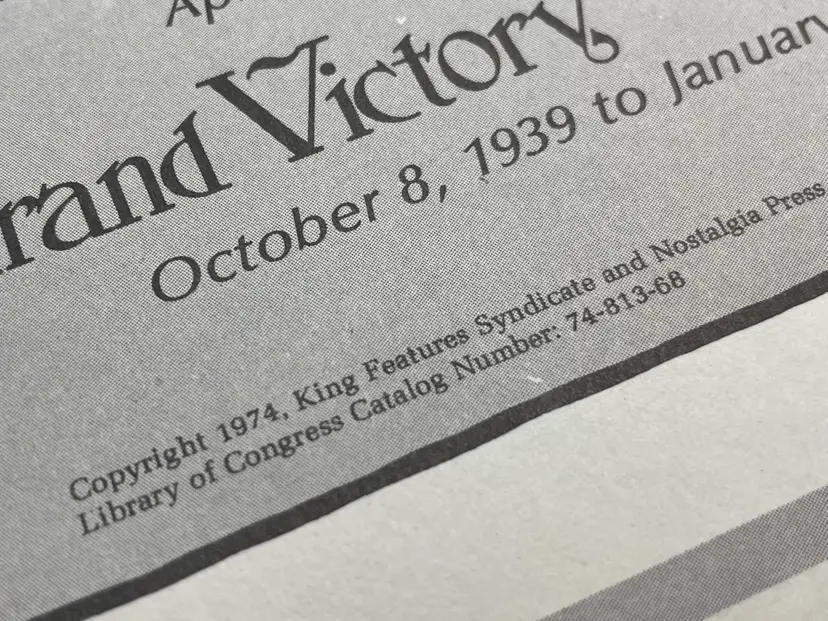 Ap
rand Victory
October 8, 1939 to Januar
Copyright 1974, King Features Syndicate and Nostalgia Press
Library of Congress Catalog Number: 74-813-68